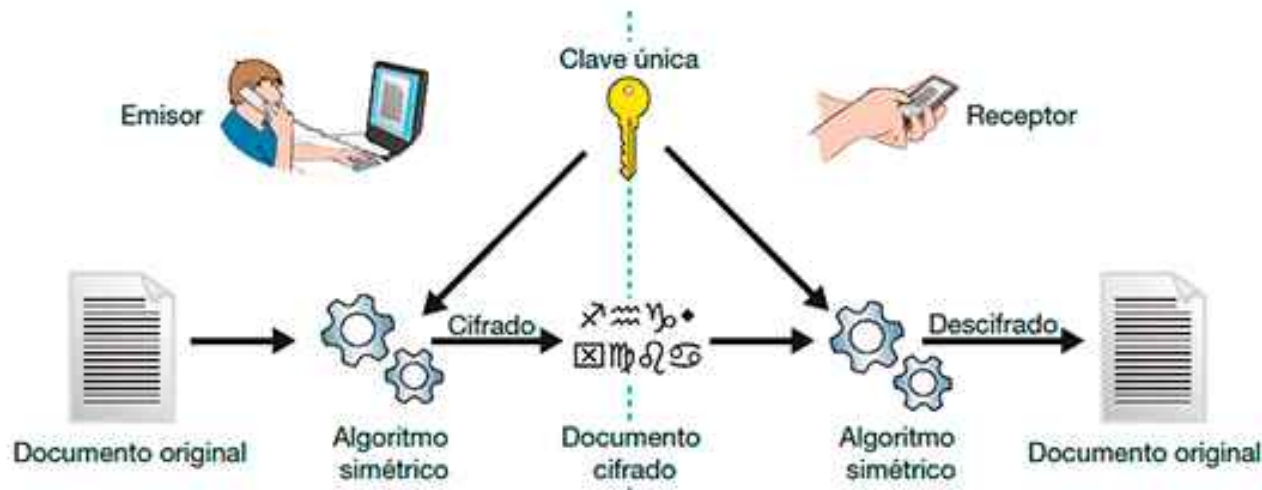 Clave única
Emisor
Receptor
Cifrado
Descifrado
Documento original
Algoritmo
simétrico
Documento
cifrado
Algoritmo
simétrico
Documento original